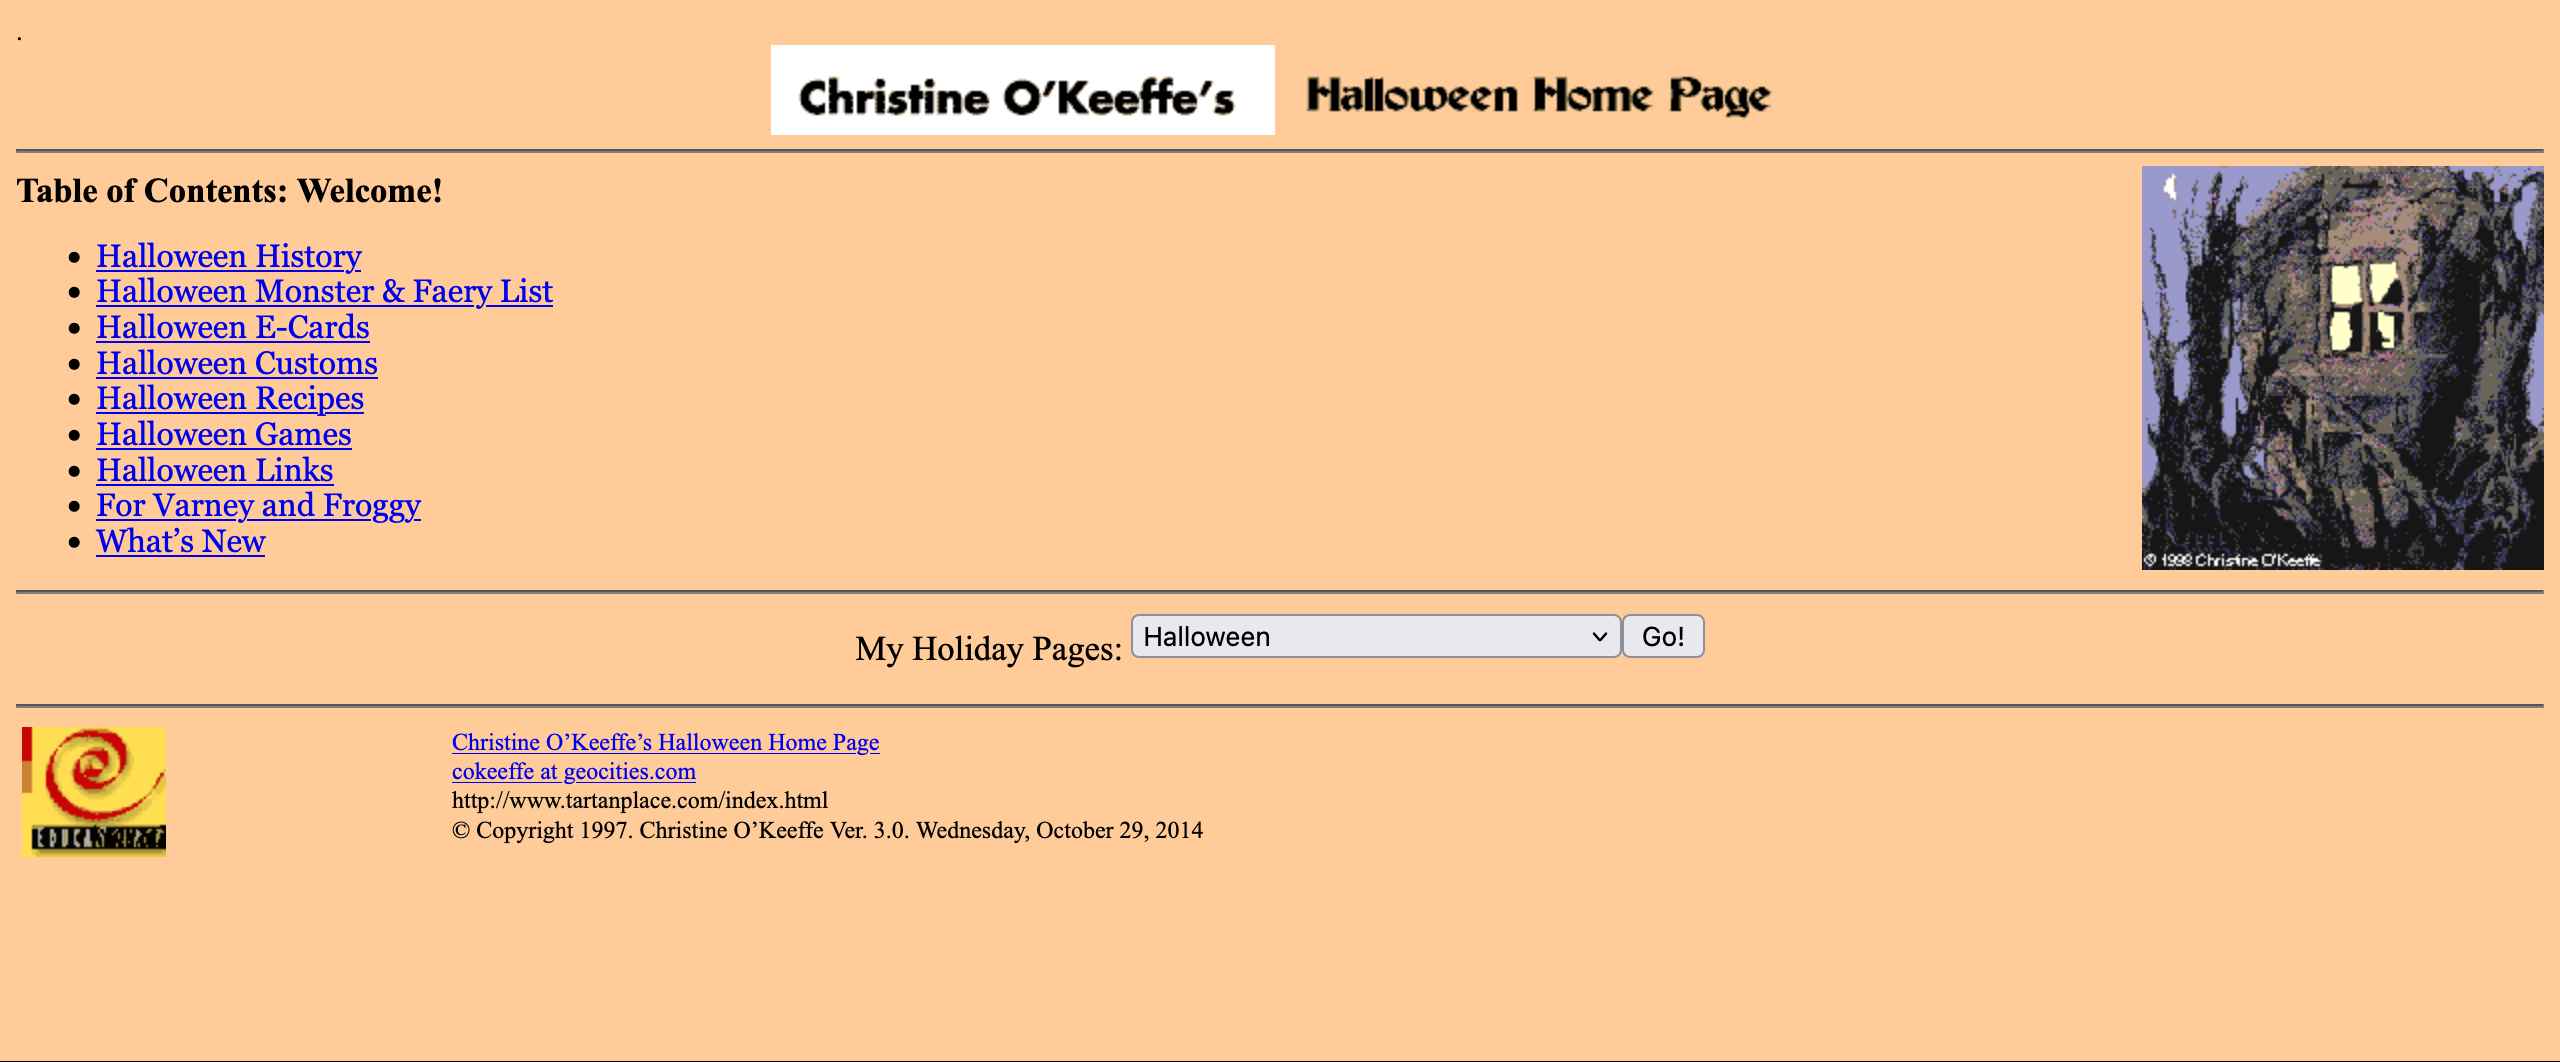 .
Christine O’Keeffe’s Halloween Home Page
Table of Contents: Welcome!
Halloween History
Halloween Monster & Faery List
Halloween E-Cards
Halloween Customs
Halloween Recipes
Halloween Games
Halloween Links
For Varney and Froggy
What’s New
© 1998 Christine O'Keeffe
My Holiday Pages: Halloween Go!
Christine O’Keeffe’s Halloween Home Page
cokeeffe at geocities.com
http://www.tartanplace.com/index.html
© Copyright 1997. Christine O’Keeffe Ver. 3.0. Wednesday, October 29, 2014